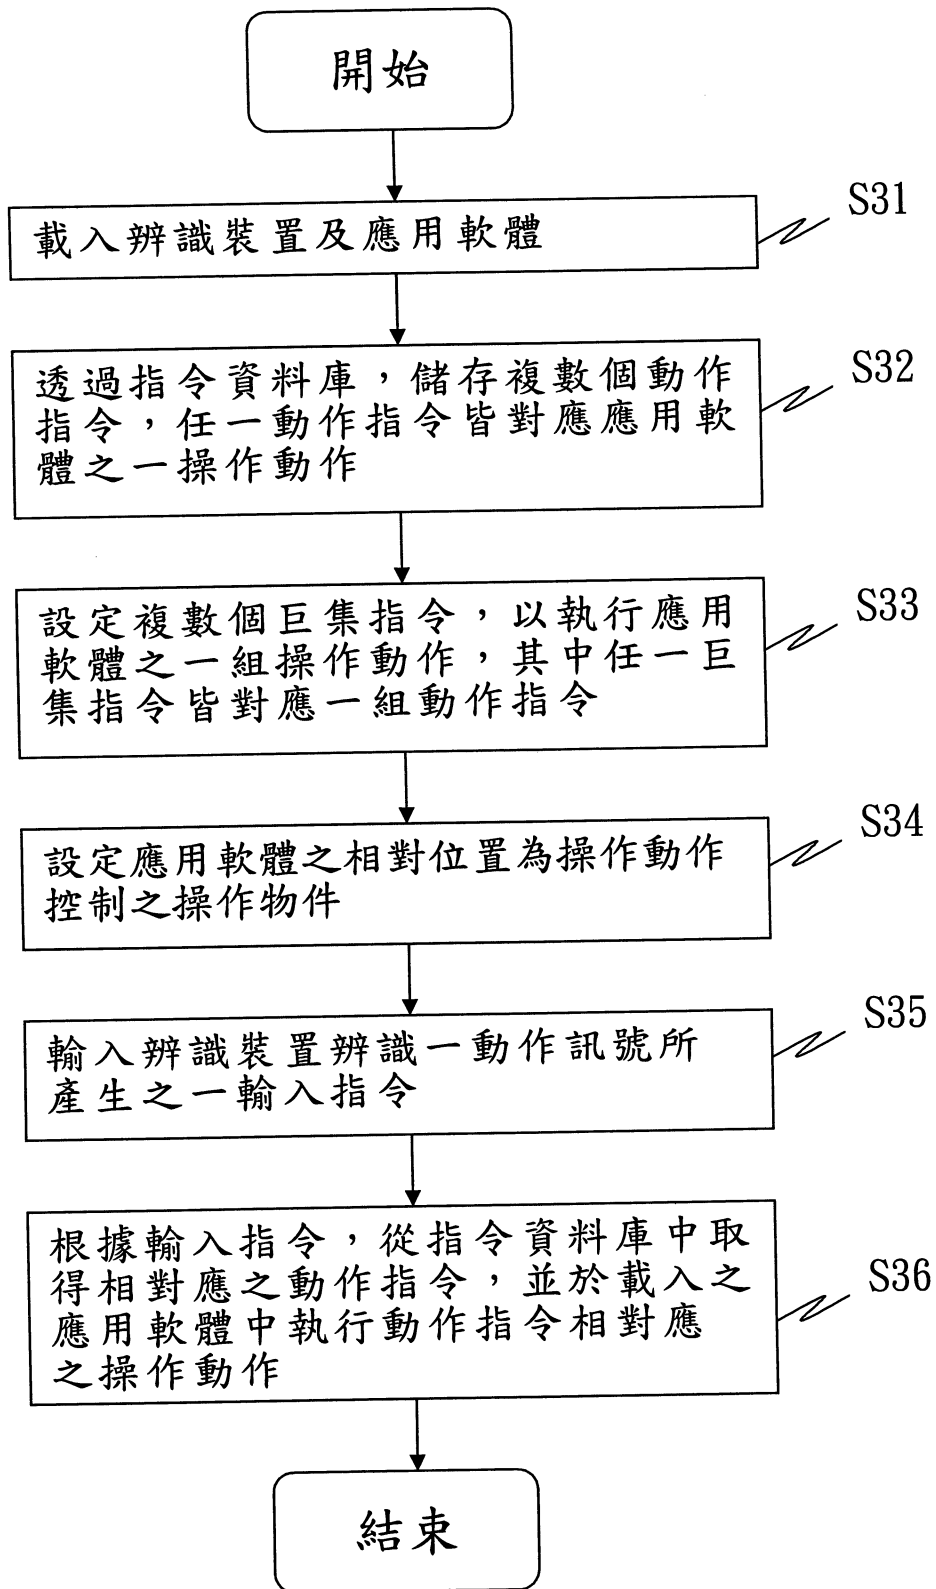 開始
S31
載入辨識裝置及應用軟體
S32
透過指令資料庫，儲存複數個動作
指令，任一動作指令皆對應應用軟
體之一操作動作
S33
設定複數個巨集指令，以執行應用
軟體之一組操作動作，其中任一巨
集指令皆對應一組動作指令
S34
設定應用軟體之相對位置為操作動作
控制之操作物件
S35
輸入辨識裝置辨識一動作訊號所
產生之一輸入指令
S36
根據輸入指令，從指令資料庫中取
得相對應之動作指令，並於載入之
應用軟體中執行動作指令相對應
之操作動作
結束